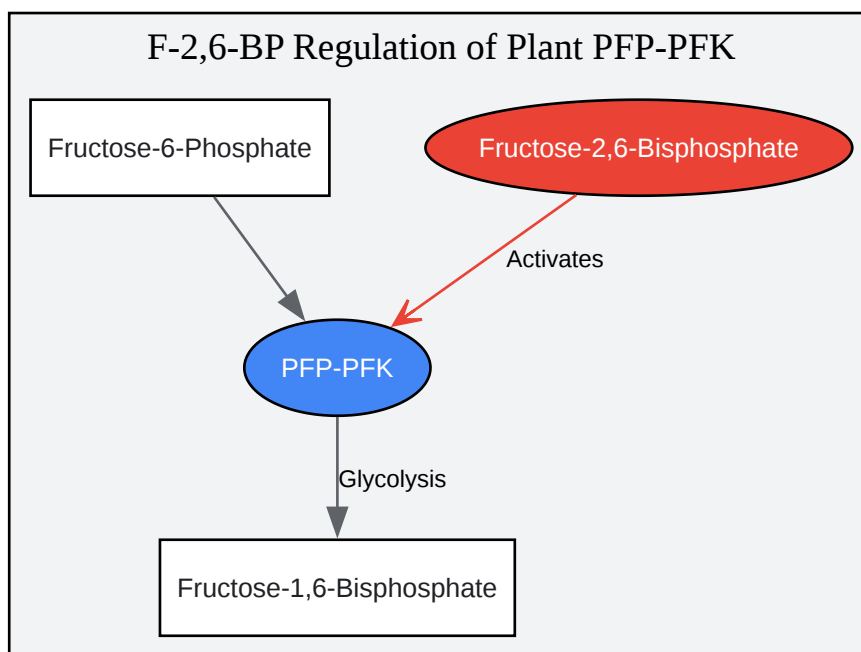 F-2,6-BP Regulation of Plant PFP-PFK
Fructose-6-Phosphate
Fructose-2,6-Bisphosphate
Activates
PFP-PFK
Glycolysis
Fructose-1,6-Bisphosphate